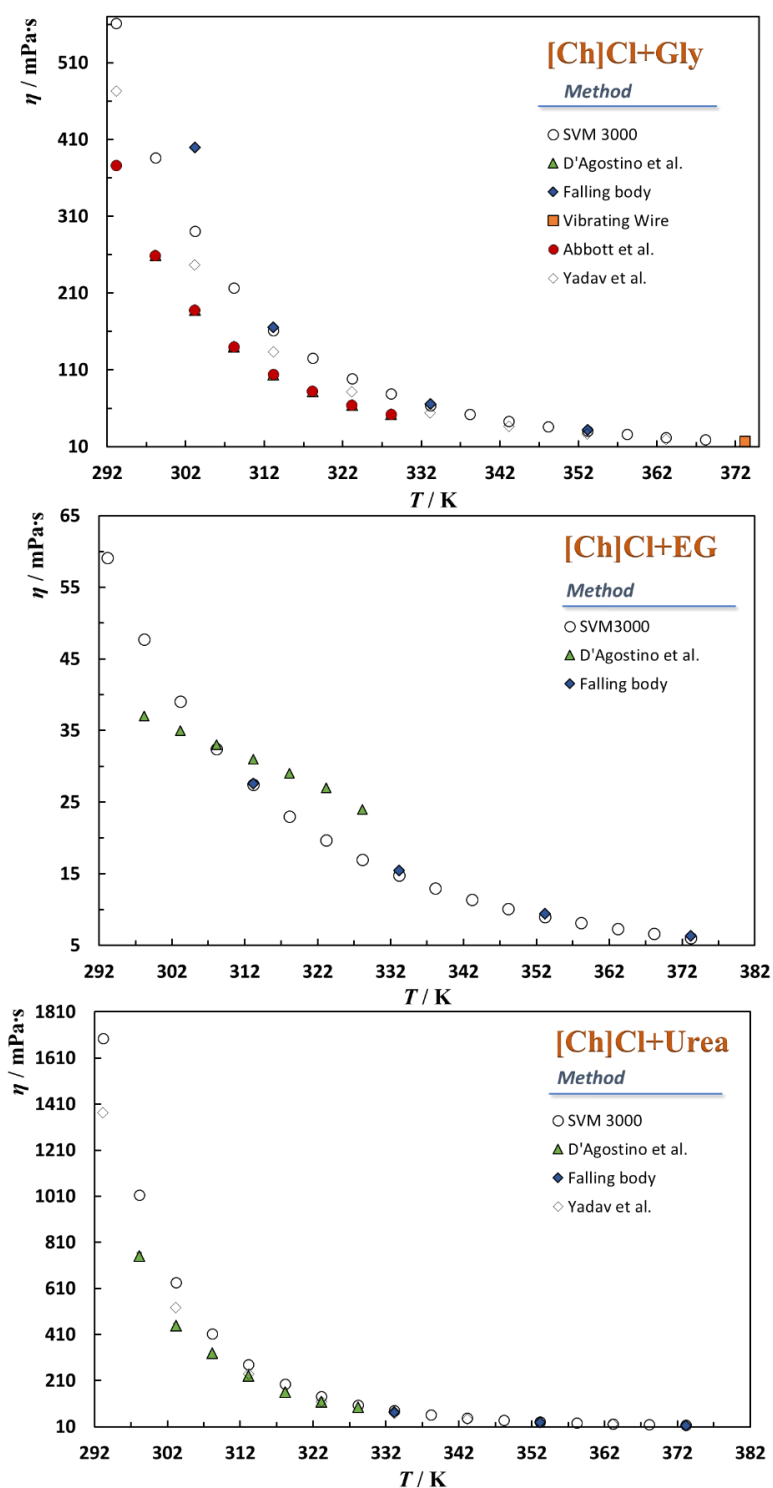 η / mPa·s
[Ch]Cl+Gly
Method
SVM 3000
D'Agostino et al.
Falling body
Vibrating Wire
Abbott et al.
Yadav et al.
510
410
310
210
110
10
292 302 312 322 332 342 352 362 372
T / K
η / mPa·s
[Ch]Cl+EG
Method
SVM3000
D'Agostino et al.
Falling body
65
55
45
35
25
15
5
292 302 312 322 332 342 352 362 372 382
T / K
η / mPa·s
[Ch]Cl+Urea
Method
SVM 3000
D'Agostino et al.
Falling body
Yadav et al.
1810
1610
1410
1210
1010
810
610
410
210
10
292 302 312 322 332 342 352 362 372 382
T / K